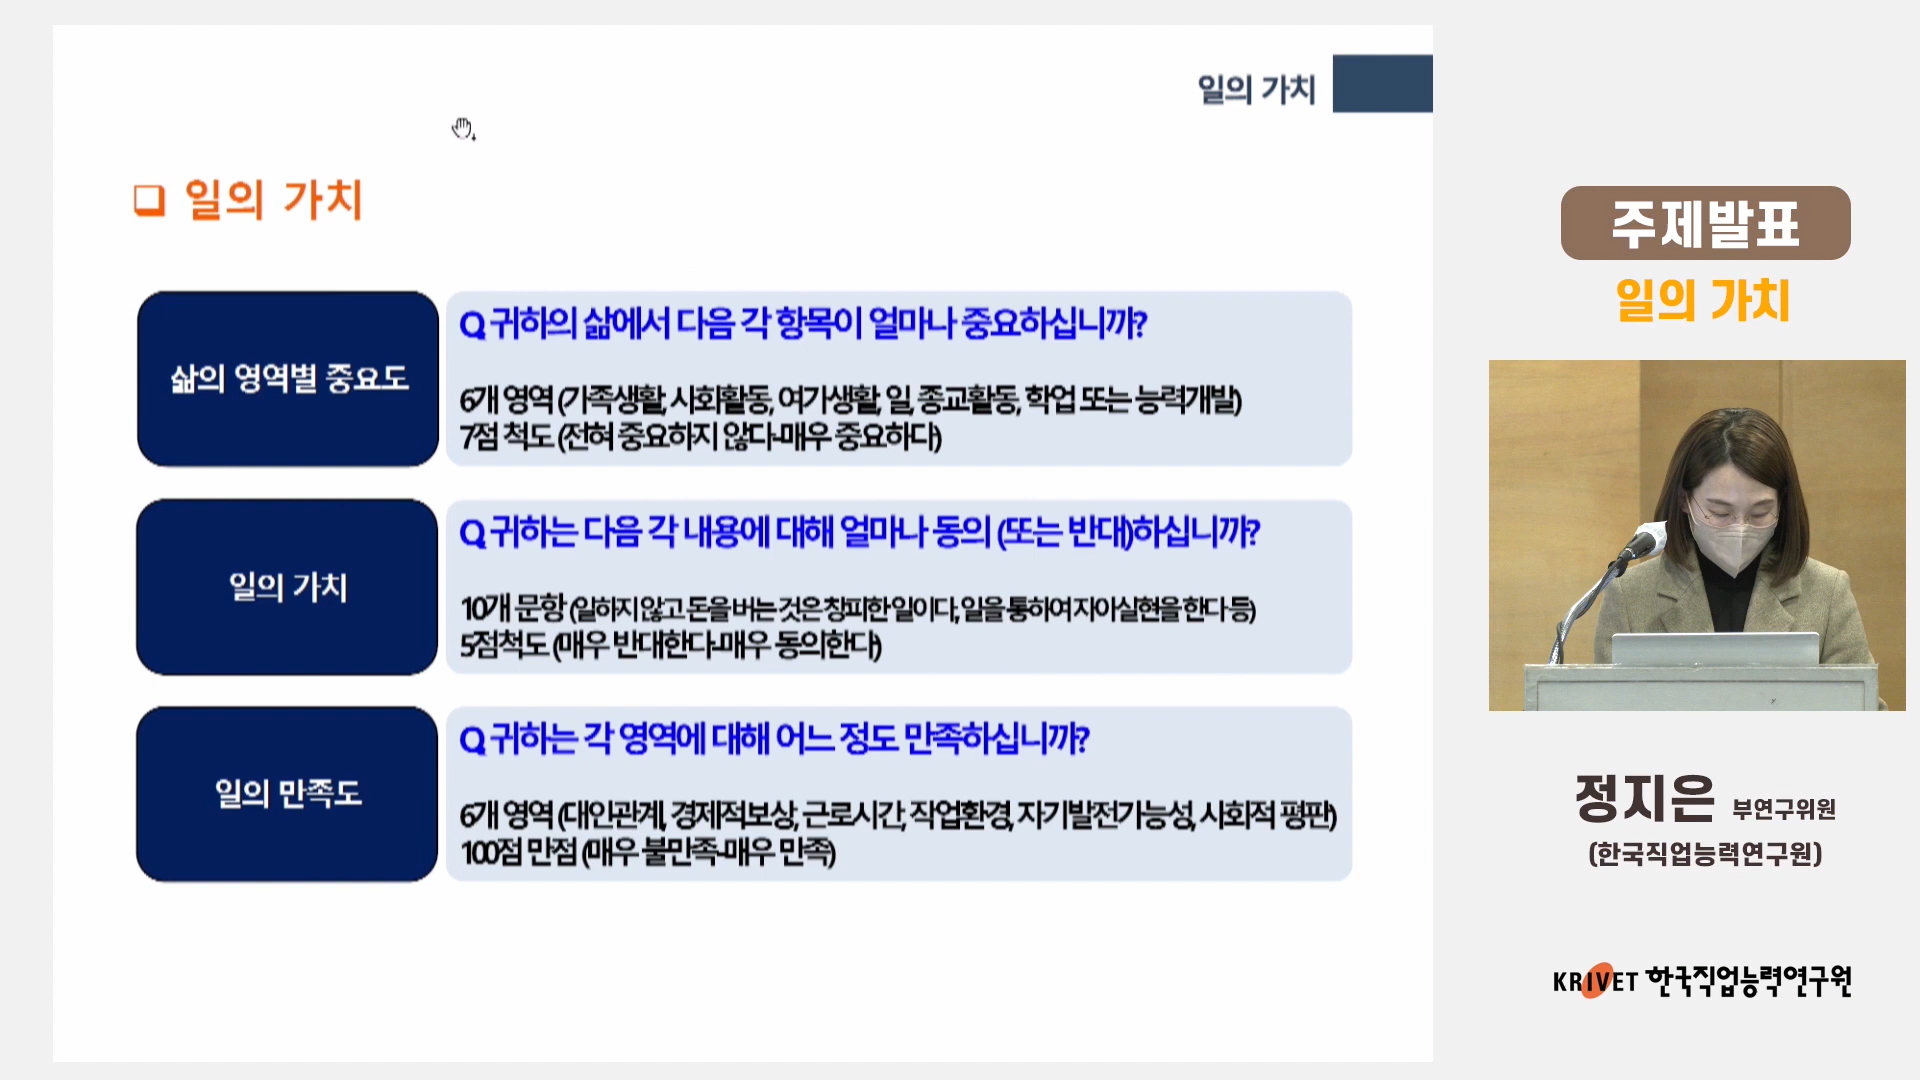 일의 가치
❑ 일의 가치
삶의 영역별 중요도
Q 귀하의 삶에서 다음 각 항목이 얼마나 중요하십니까?
6개 영역 (가족생활, 사회활동, 여가생활, 일, 종교활동, 학업 또는 능력개발)
7점 척도 (전혀 중요하지 않다-매우 중요하다)
일의 가치
Q 귀하는 다음 각 내용에 대해 얼마나 동의 (또는 반대)하십니까?
10개 문항 (일하지 않고 돈을 버는 것은 창피한 일이다, 일을 통하여 자아실현을 한다 등)
5점척도 (매우 반대한다-매우 동의한다)
일의 만족도
Q 귀하는 각 영역에 대해 어느 정도 만족하십니까?
6개 영역 (대인관계, 경제적보상, 근로시간, 작업환경, 자기발전가능성, 사회적 평판)
100점 만점 (매우 불만족-매우 만족)
주제발표
일의 가치
정지은 부연구위원
(한국직업능력연구원)
KRIVET 한국직업능력연구원